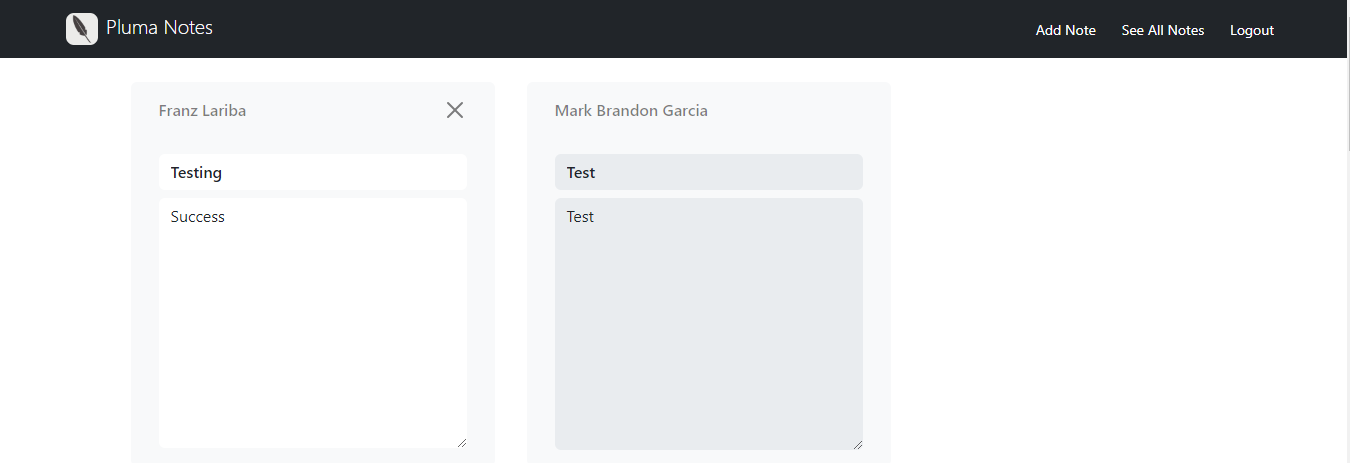 Pluma Notes
Add Note See All Notes Logout
Franz Lariba
Testing
Success
Mark Brandon Garcia
Test
Test